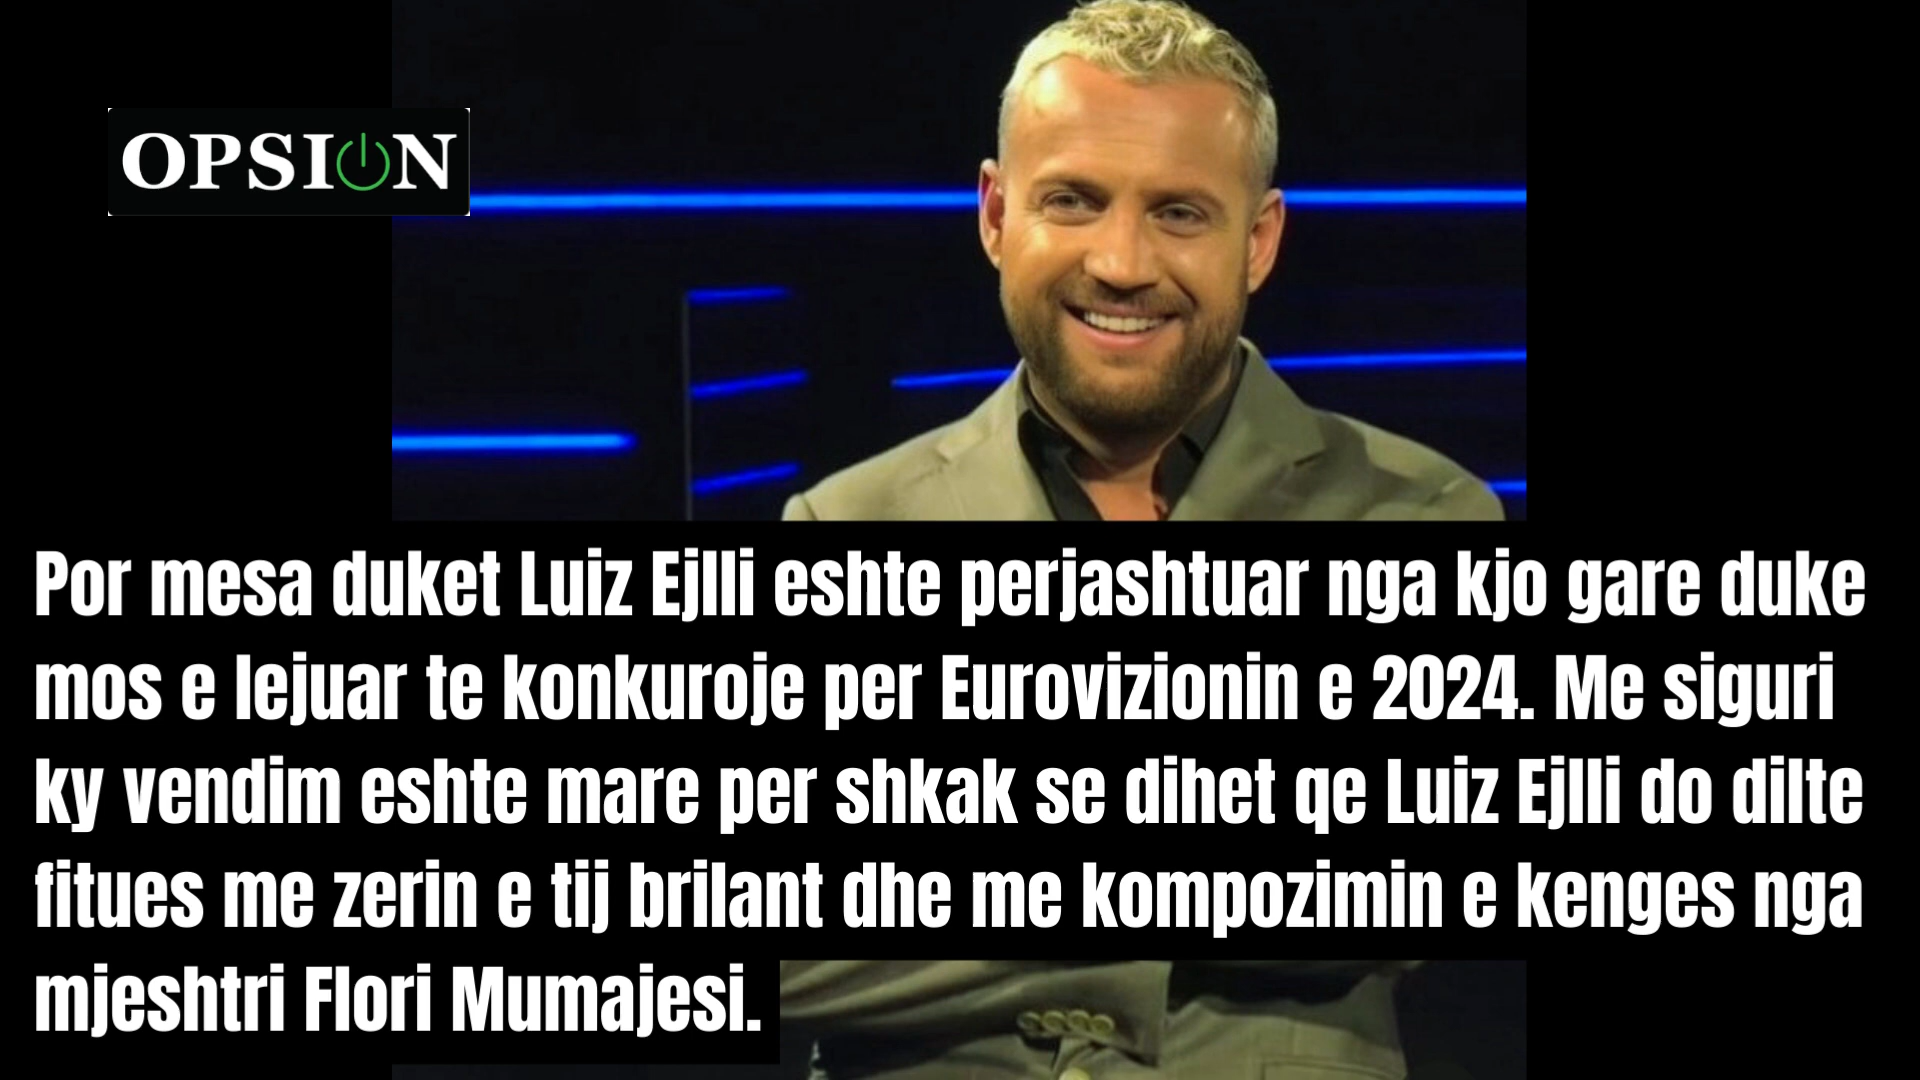 OPSION
Por mesa duket Luiz Ejlli eshte perjashtuar nga kjo gare duke
mos e lejuar te konkuroje per Eurovizionin e 2024. Me siguri
ky vendim eshte mare per shkak se dihet qe Luiz Ejlli do dilte
fitues me zerin e tij brilant dhe me kompozimin e kenges nga
mjeshtri Flori Mumajesi.